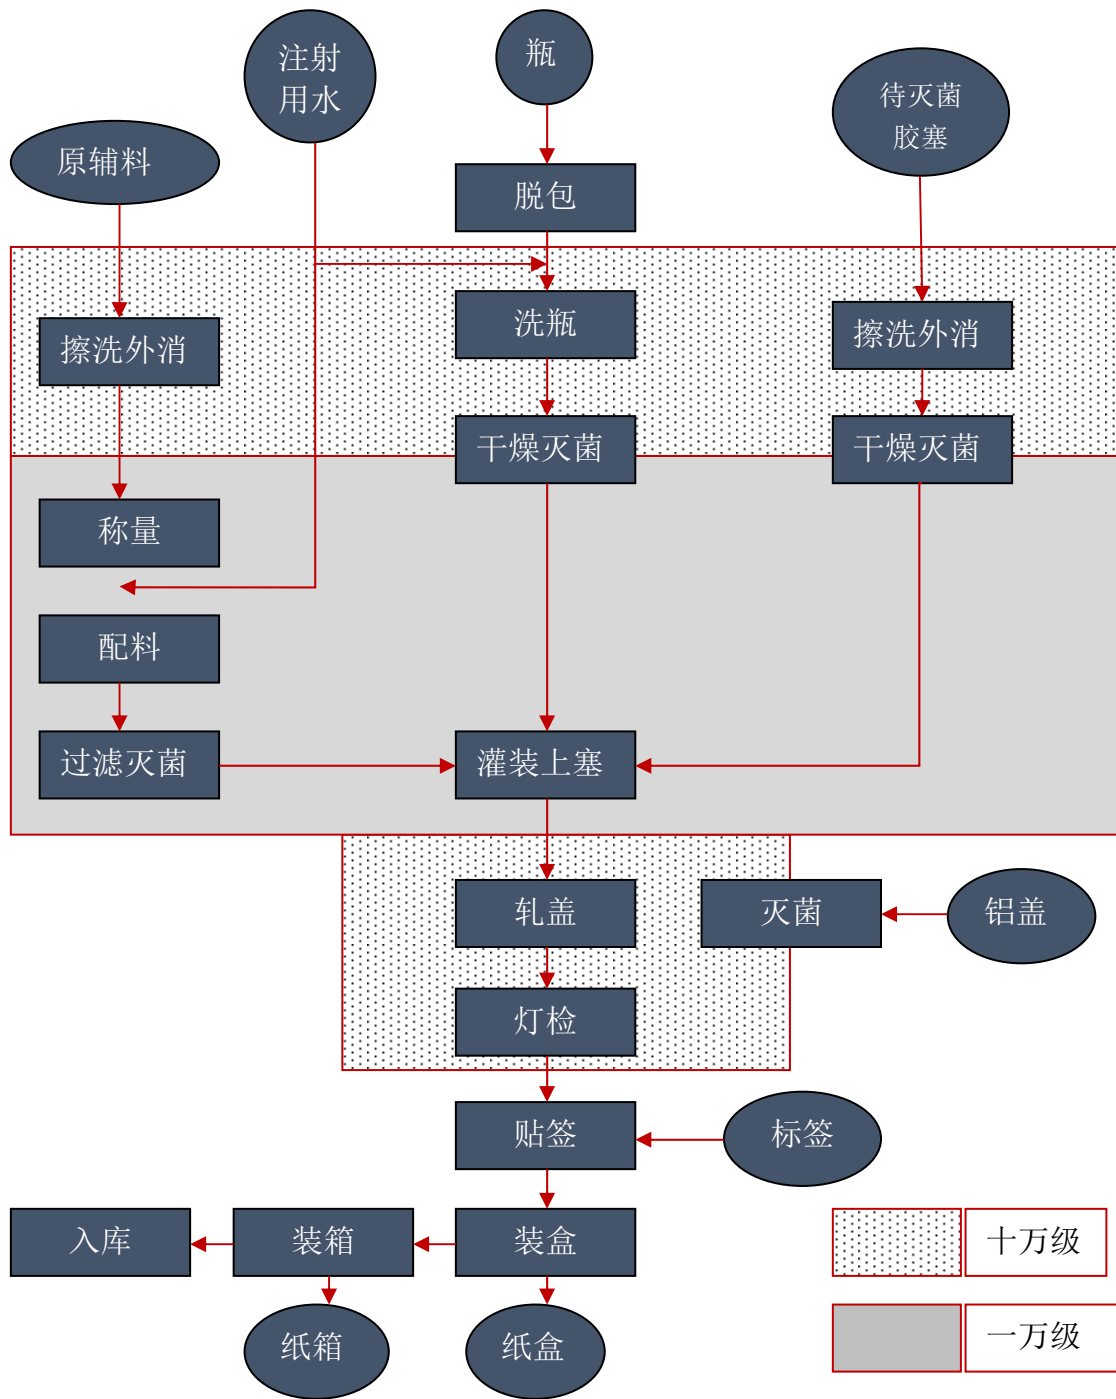 注射
用水
瓶
待灭菌
胶塞
原辅料
脱包
洗瓶
擦洗外消
擦洗外消
干燥灭菌
干燥灭菌
称量
配料
过滤灭菌
灌装上塞
轧盖
灭菌
铝盖
灯检
贴签
标签
入库
装箱
装盒
十万级
纸箱
纸盒
一万级